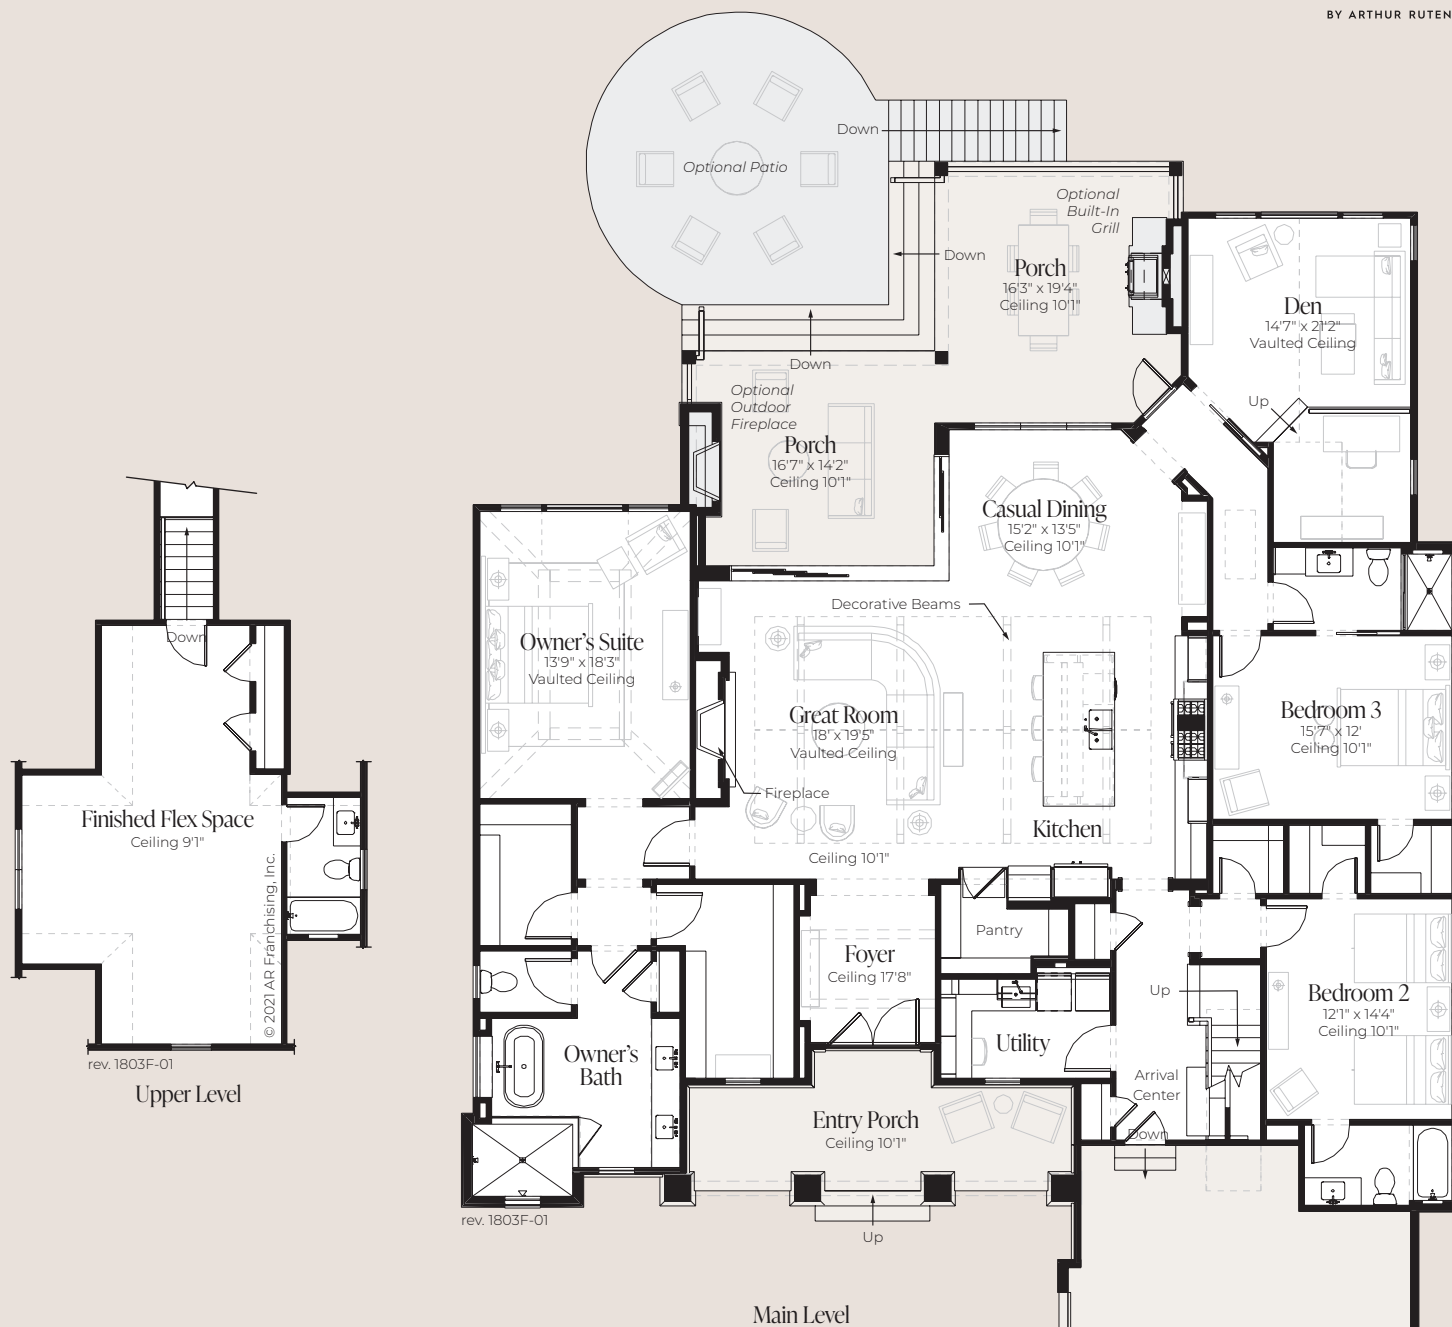 BY ARTHUR RUTEN
Down
Optional Patio
Optional
Built-In
Grill
Down
Porch
16'3" x 19'4"
Ceiling 10'1"
Den
14'7" x 21'2"
Vaulted Ceiling
Down
Optional
Outdoor
Fireplace
Up
Porch
16'7" x 14'2"
Ceiling 10'1"
Casual Dining
15'2" x 13'5"
Ceiling 10'1"
Decorative Beams
Owner's Suite
13'9" x 18'3"
Vaulted Ceiling
Great Room
18' x 19'5"
Vaulted Ceiling
Bedroom 3
15'7" x 12'
Ceiling 10'1"
Fireplace
Kitchen
Ceiling 10'1"
Pantry
Foyer
Ceiling 17'8"
Up
Bedroom 2
12'1" x 14'4"
Ceiling 10'1"
Utility
Owner's
Bath
Arrival
Center
Entry Porch
Ceiling 10'1"
Down
rev. 1803F-01
Up
Main Level
Down
Finished Flex Space
Ceiling 9'1"
© 2021 AR Franchising, Inc.
rev. 1803F-01
Upper Level